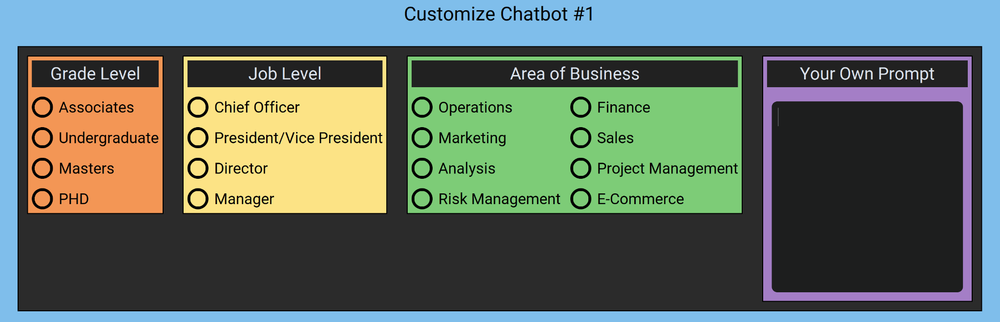 Customize Chatbot #1
Grade Level
Associates
Undergraduate
Masters
PHD
Job Level
Chief Officer
President/Vice President
Director
Manager
Area of Business
Operations
Marketing
Analysis
Risk Management
Finance
Sales
Project Management
E-Commerce
Your Own Prompt